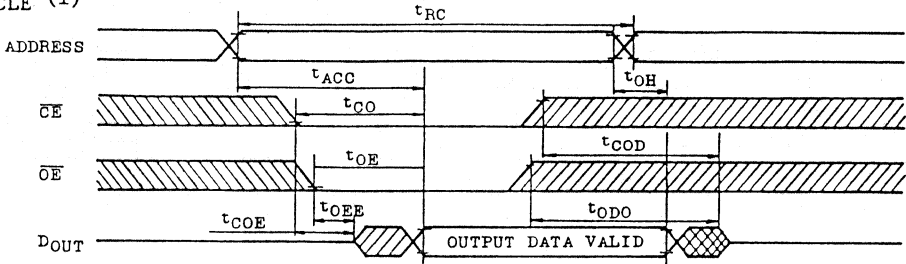 CLE (1)
tRC
ADDRESS
tACC
tOH
CE
tCO
tCOD
OE
tOE
tOEE
tODO
tCOE
DOUT
OUTPUT DATA VALID